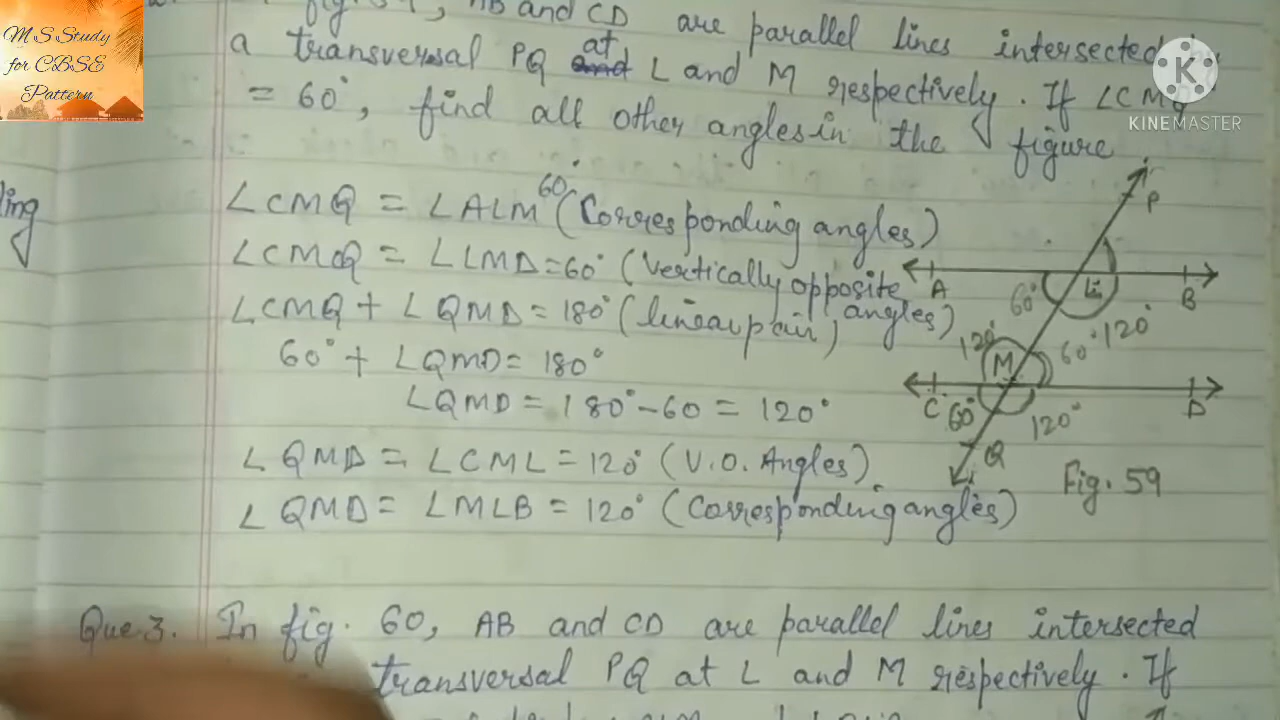 M S Study
for CBSE
Pattern
AB and CD are parallel lines intersected
a transversal PQ at L and M respectively. If ∠CMQ
= 60°, find all other angles in the figure
KINEMASTER
∠CMQ = ∠ALM 60° (Corresponding angles)
∠CMQ = ∠LMD = 60° (Vertically opposite angles)
∠CMQ + ∠QMD = 180° (linear pair)
60° + ∠QMD = 180°
∠QMD = 180° - 60 = 120°
∠QMD = ∠CML = 120° (V.O. Angles)
∠QMD = ∠MLB = 120° (Corresponding angles)
P
A L B
60° 120°
120° M 60°
C D
60° 120°
Q
Fig. 59
Que 3. In fig. 60, AB and CD are parallel lines intersected
transversal PQ at L and M respectively. If